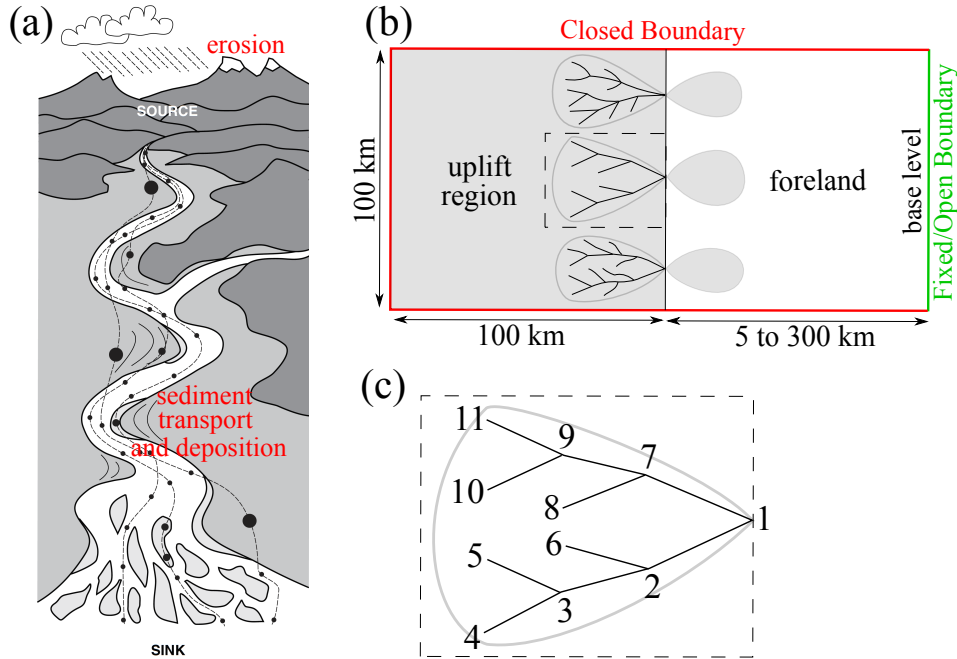 (a)
erosion
SOURCE
sediment
transport
and deposition
SINK
(b)
Closed Boundary
100 km
uplift
region
foreland
base level
Fixed/Open Boundary
100 km
5 to 300 km
(c)
11
9
7
10
8
1
6
5
2
3
4